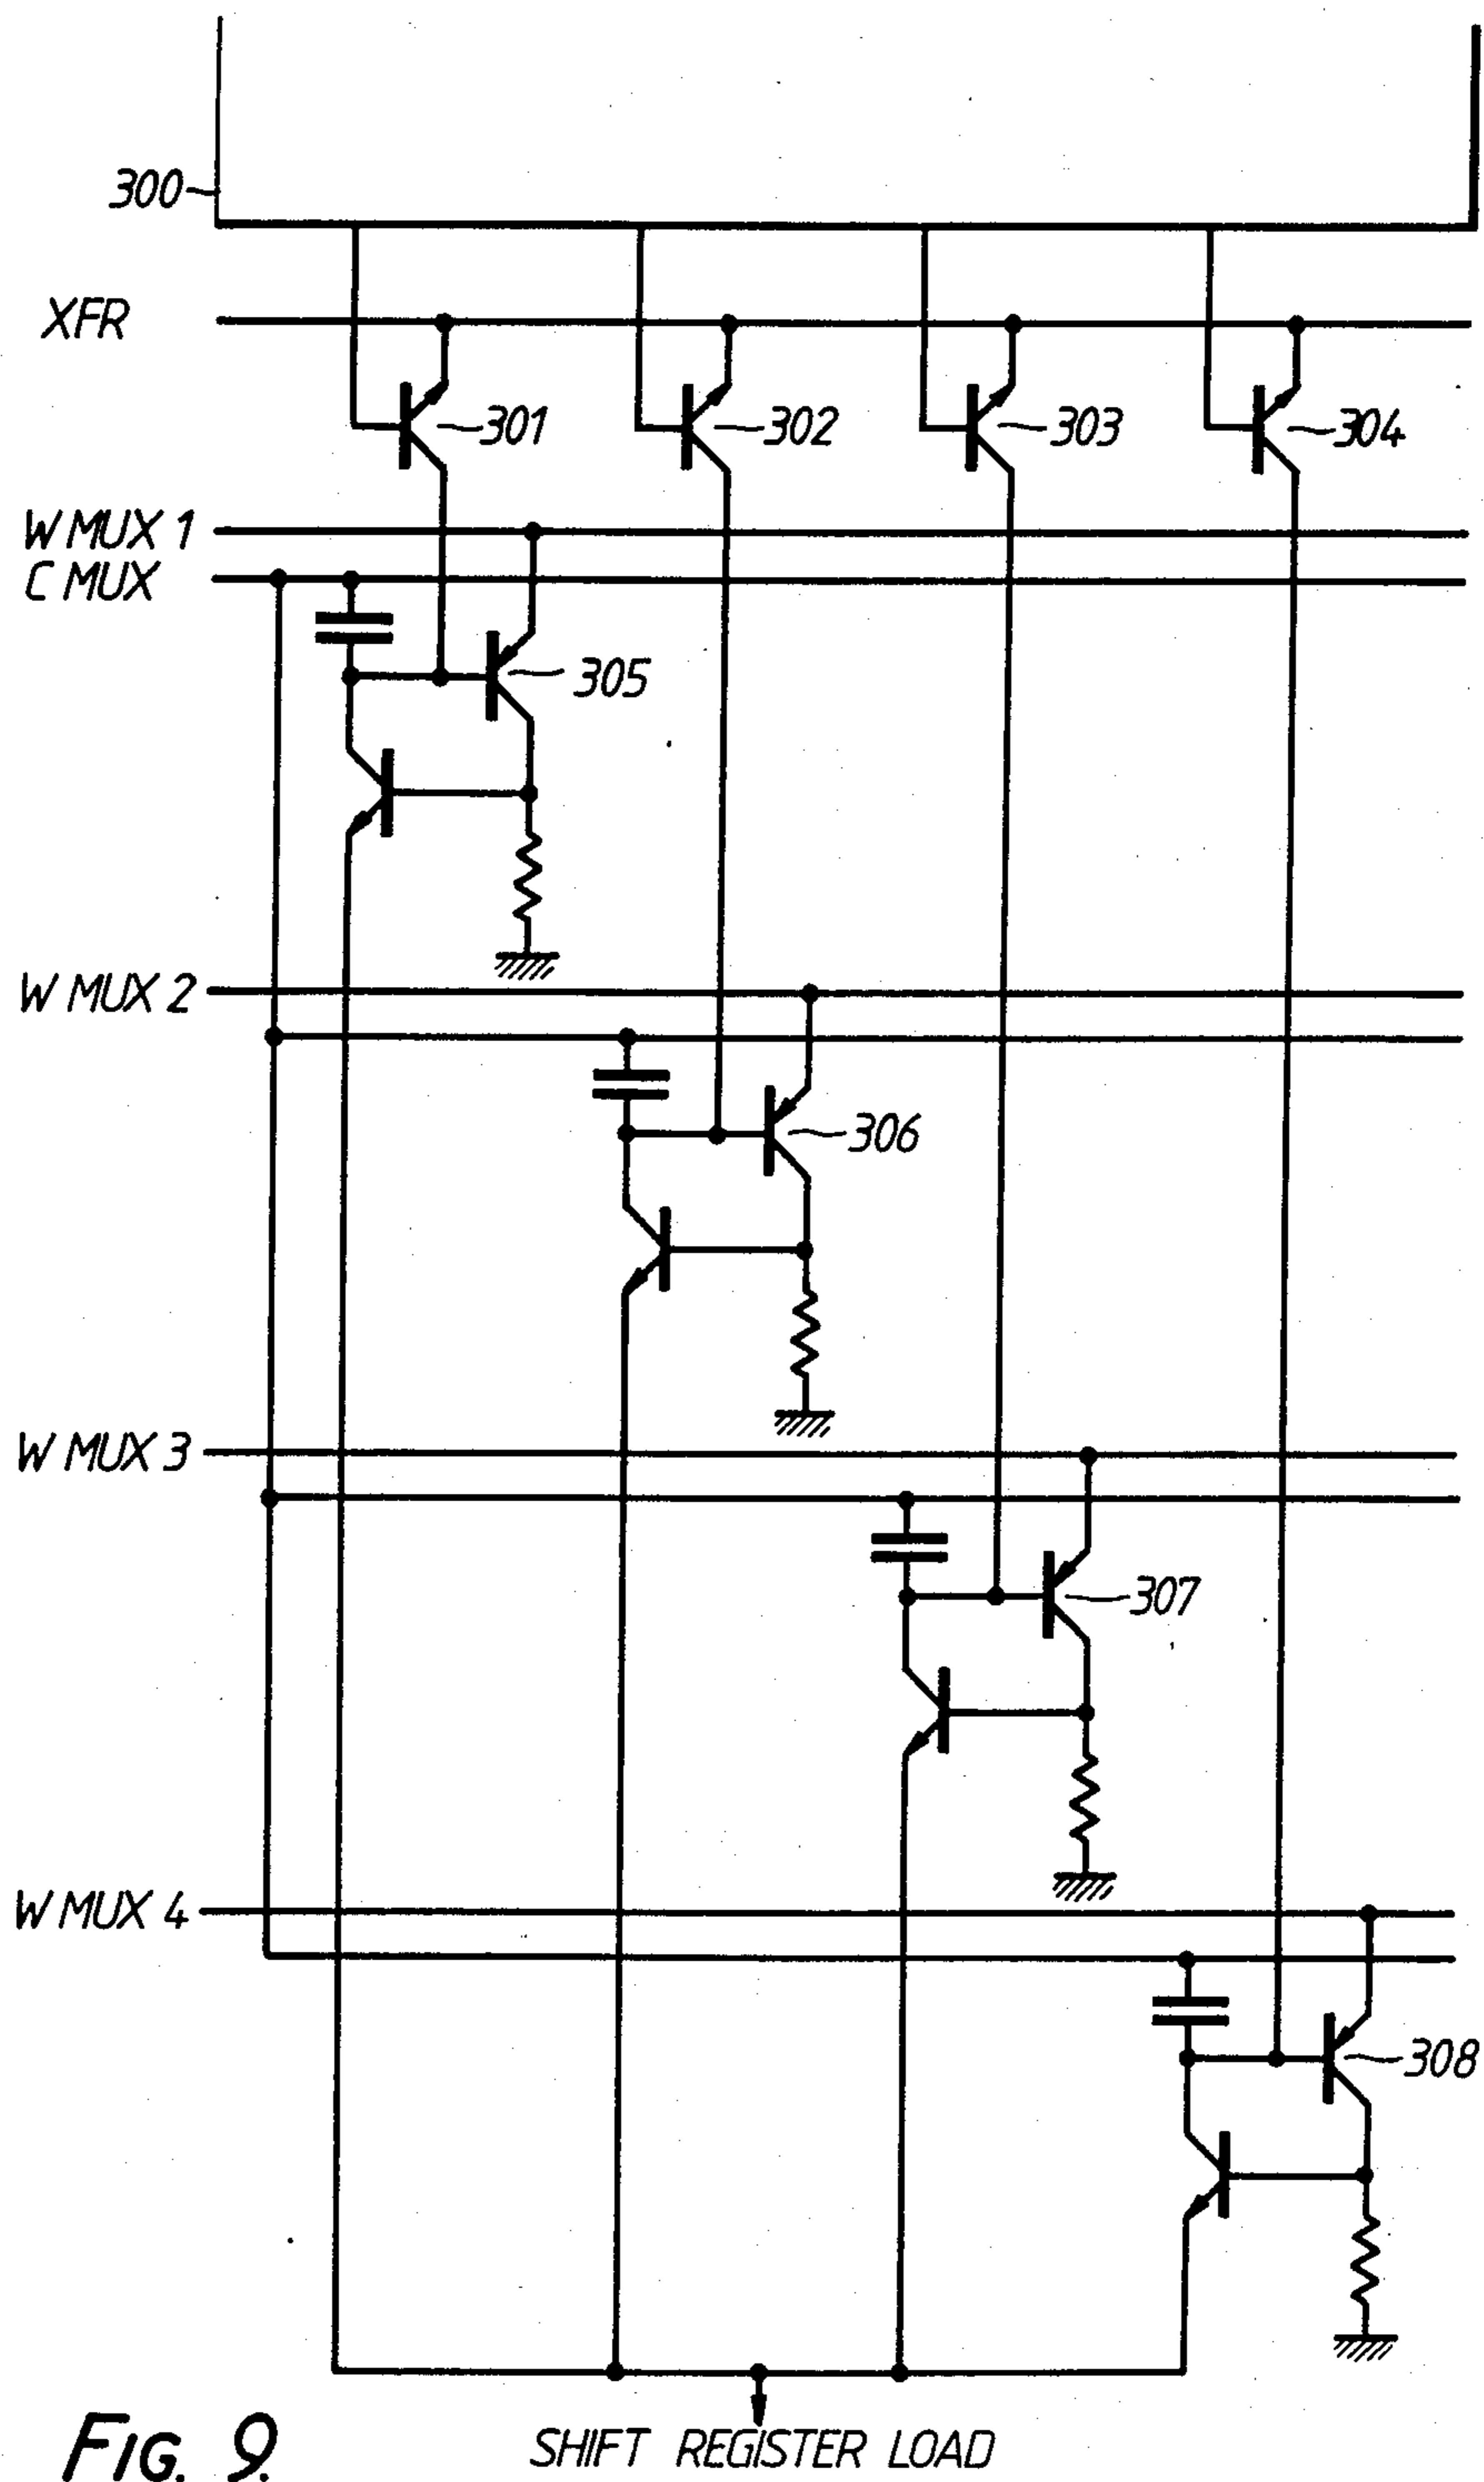 300
XFR
301
302
303
304
W MUX 1
C MUX
305
W MUX 2
306
W MUX 3
307
W MUX 4
308
SHIFT REGISTER LOAD
FIG. 9.